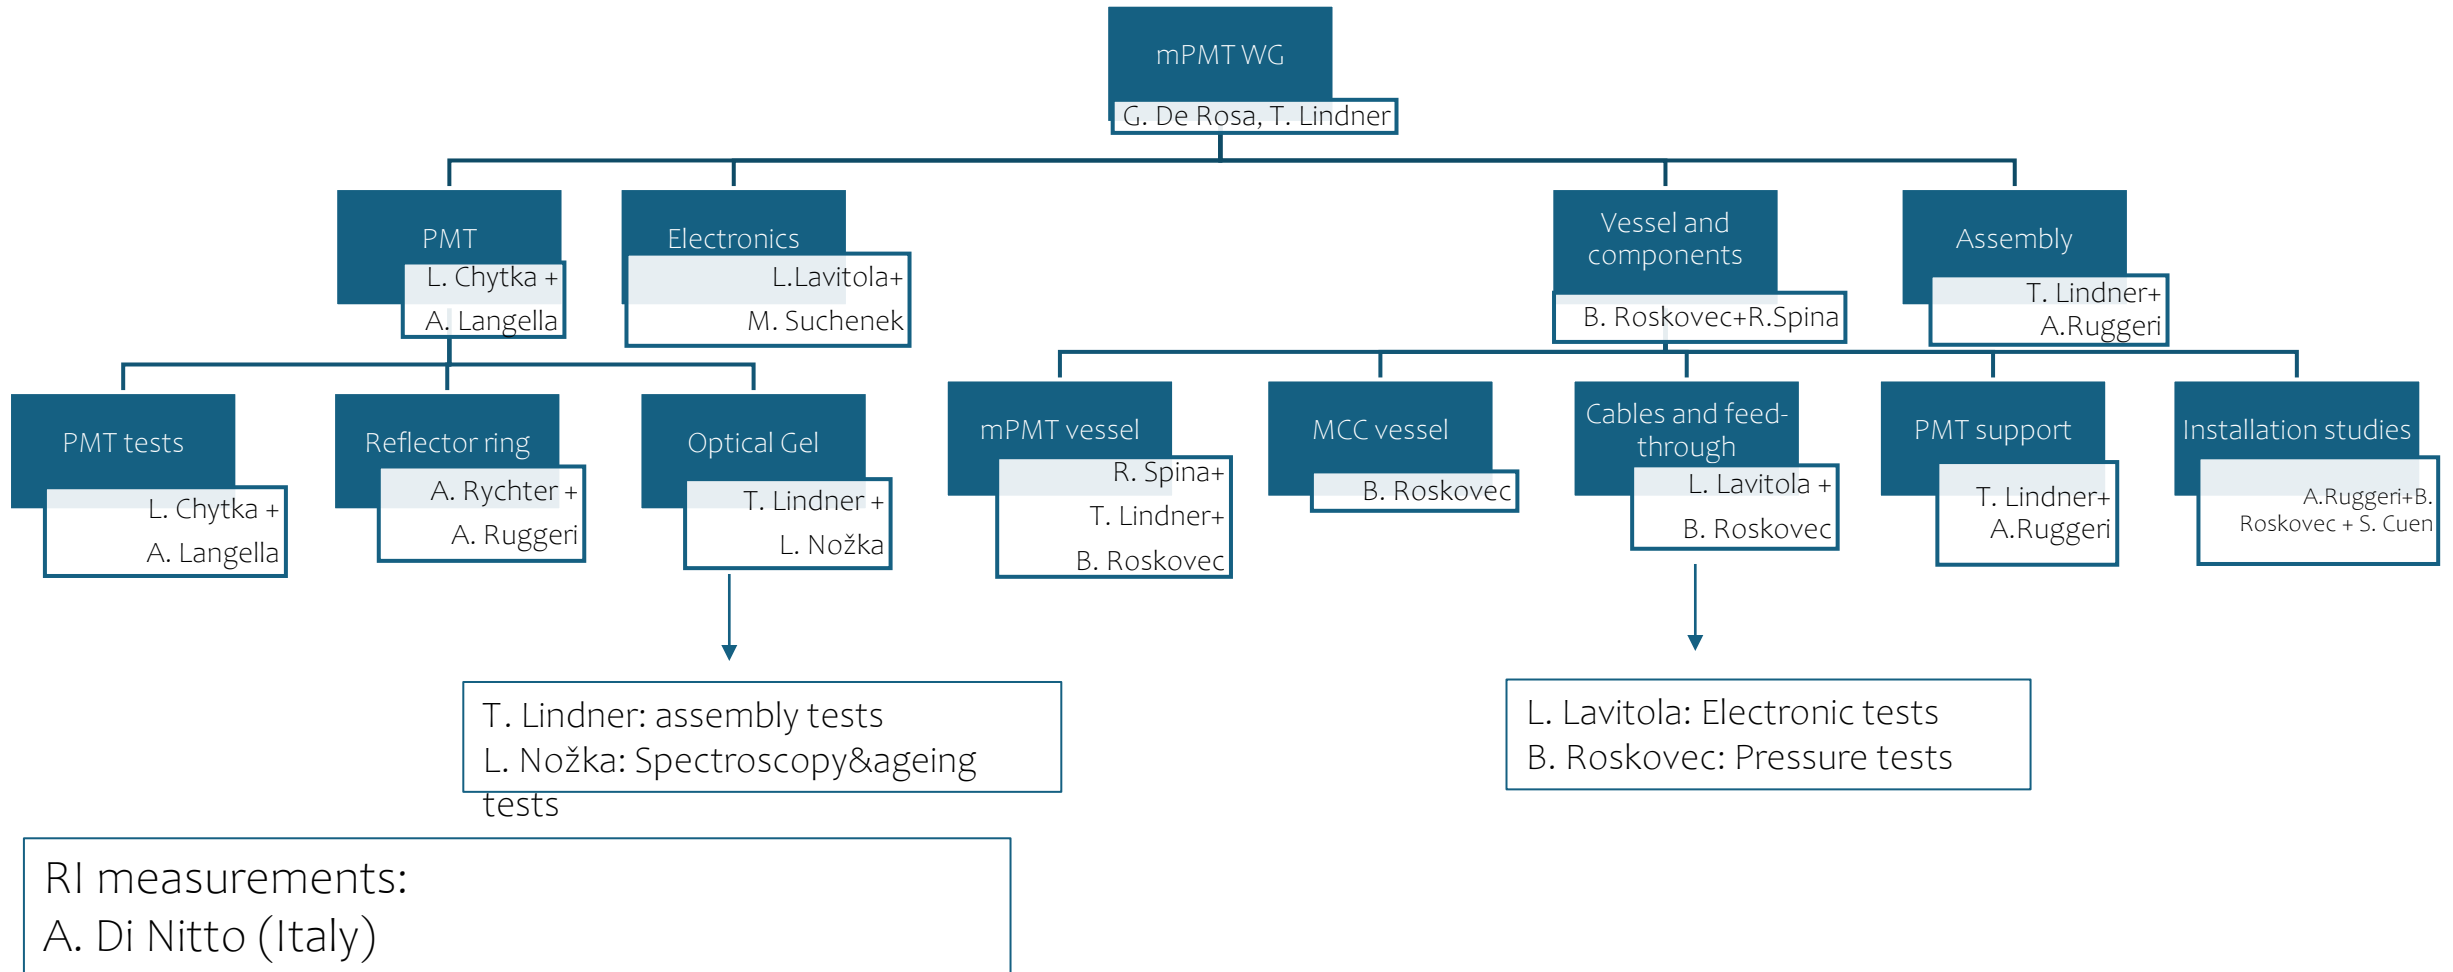 mPMT WG
G. De Rosa, T. Lindner
PMT
L. Chytka +
A. Langella
Electronics
L.Lavitola+
M. Suchenek
Vessel and
components
B. Roskovec+R.Spina
Assembly
T. Lindner+
A.Ruggeri
PMT tests
L. Chytka +
A. Langella
Reflector ring
A. Rychter +
A. Ruggeri
Optical Gel
T. Lindner +
L. Nožka
mPMT vessel
R. Spina+
T. Lindner+
B. Roskovec
MCC vessel
B. Roskovec
Cables and feed-
through
L. Lavitola +
B. Roskovec
PMT support
T. Lindner+
A.Ruggeri
Installation studies
A.Ruggeri+B.
Roskovec + S. Cuen
T. Lindner: assembly tests
L. Nožka: Spectroscopy&ageing
tests
L. Lavitola: Electronic tests
B. Roskovec: Pressure tests
RI measurements:
A. Di Nitto (Italy)